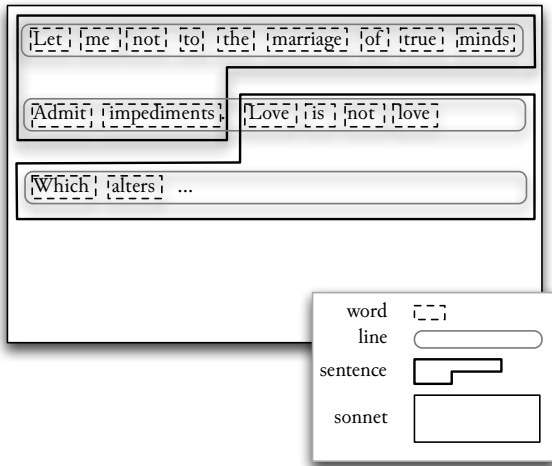 Let me not to the marriage of true minds
Admit impediments. Love is not love
Which alters ...
word
line
sentence
sonnet